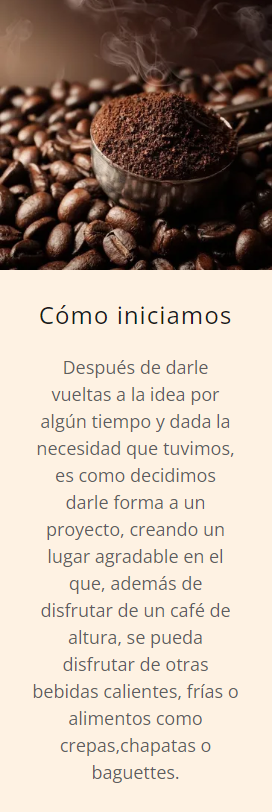 Cómo iniciamos
Después de darle
vueltas a la idea por
algún tiempo y dada la
necesidad que tuvimos,
es como decidimos
darle forma a un
proyecto, creando un
lugar agradable en el
que, además de
disfrutar de un café de
altura, se pueda
disfrutar de otras
bebidas calientes, frías o
alimentos como
crepas,chapatas o
baguettes.